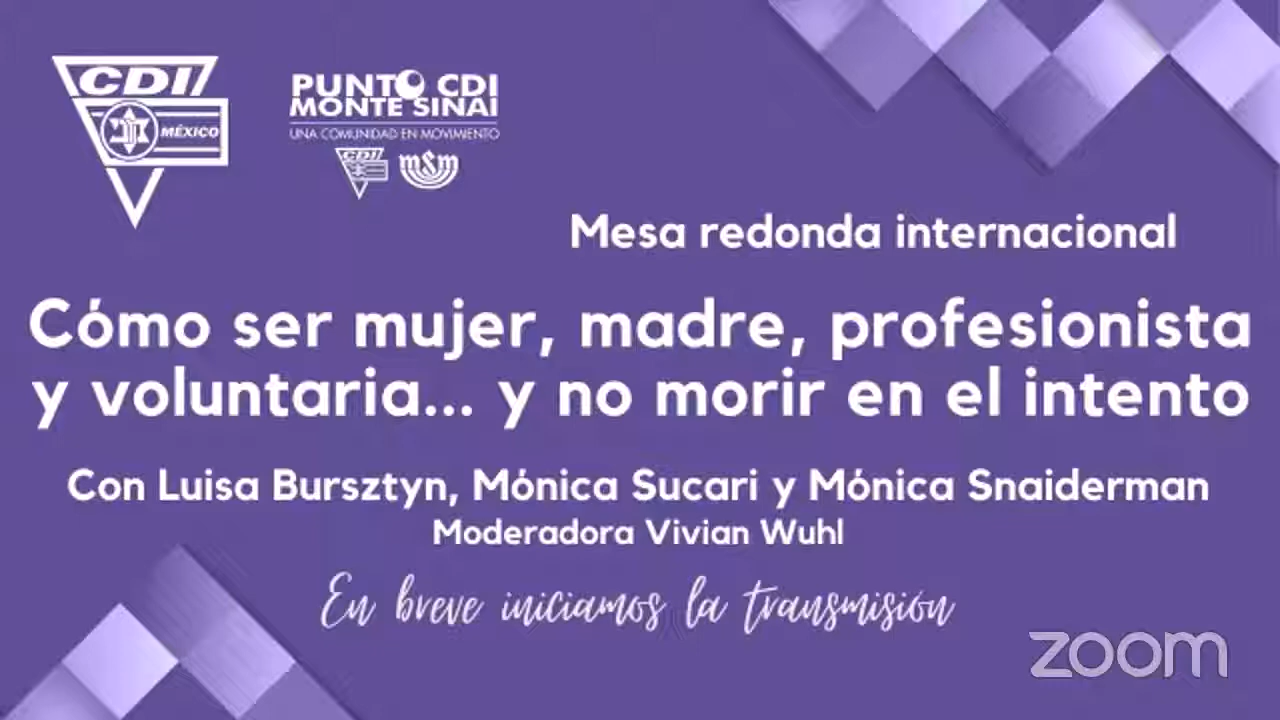 CDI
MÉXICO
PUNTO CDI
MONTE SINAI
UNA COMUNIDAD EN MOVIMIENTO
CDI
msm
Mesa redonda internacional
Cómo ser mujer, madre, profesionista
y voluntaria... y no morir en el intento
Con Luisa Bursztyn, Mónica Sucari y Mónica Snaiderman
Moderadora Vivian Wuhl
En breve iniciamos la transmisión
zoom